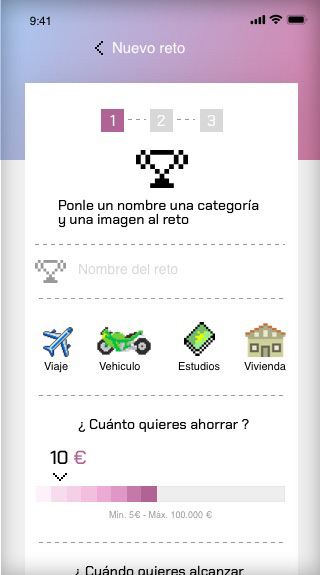 9:41
Nuevo reto
1 2 3
Ponle un nombre una categoría
y una imagen al reto
Nombre del reto
Viaje Vehiculo Estudios Vivienda
¿ Cuánto quieres ahorrar ?
10 €
Min. 5€ - Máx. 100.000 €
¿ Cuándo quieres alcanzar